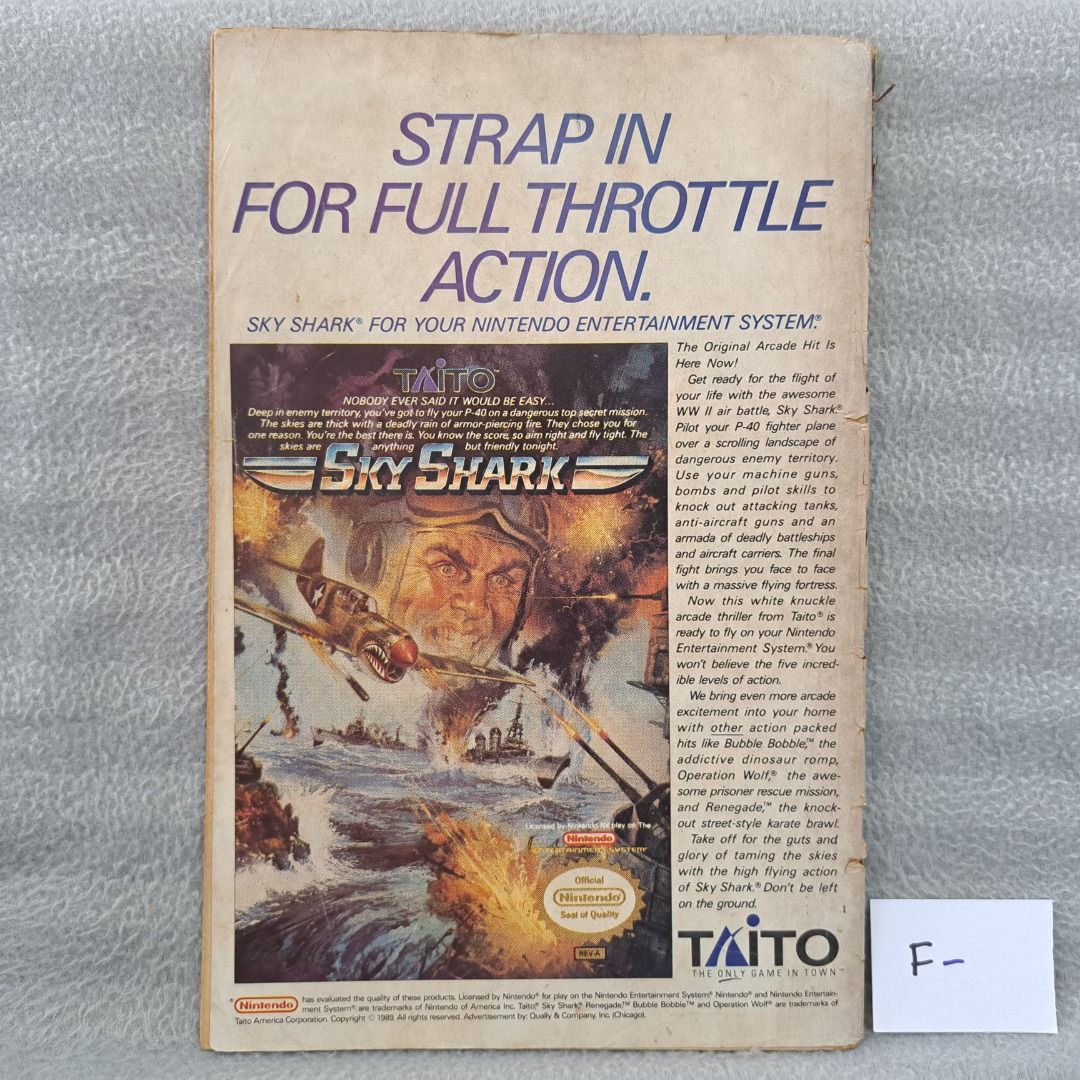 STRAP IN
FOR FULL THROTTLE
ACTION.
SKY SHARK® FOR YOUR NINTENDO ENTERTAINMENT SYSTEM.®
TAITO™
NOBODY EVER SAID IT WOULD BE EASY...
Deep in enemy territory, you've got to fly your P-40 on a dangerous top secret mission.
The skies are thick with a deadly rain of armor-piercing fire. They chose you for
one reason. You're the best there is. You know the score, so aim right and fly tight. The
skies are anything but friendly tonight.
SKY SHARK
Licensed by Nintendo for play on The
Nintendo
ENTERTAINMENT SYSTEM
Official
Nintendo
Seal of Quality
REV-A
The Original Arcade Hit Is
Here Now!
Get ready for the flight of
your life with the awesome
WW II air battle, Sky Shark.®
Pilot your P-40 fighter plane
over a scrolling landscape of
dangerous enemy territory.
Use your machine guns,
bombs and pilot skills to
knock out attacking tanks,
anti-aircraft guns and an
armada of deadly battleships
and aircraft carriers. The final
fight brings you face to face
with a massive flying fortress.
Now this white knuckle
arcade thriller from Taito® is
ready to fly on your Nintendo
Entertainment System.® You
won't believe the five incred-
ible levels of action.
We bring even more arcade
excitement into your home
with other action packed
hits like Bubble Bobble,™ the
addictive dinosaur romp,
Operation Wolf,® the awe-
some prisoner rescue mission,
and Renegade,™ the knock-
out street-style karate brawl.
Take off for the guts and
glory of taming the skies
with the high flying action
of Sky Shark.® Don't be left
on the ground.
TAITO
THE ONLY GAME IN TOWN™
F-
® Nintendo has evaluated the quality of these products. Licensed by Nintendo® for play on the Nintendo Entertainment System.® Nintendo® and Nintendo Entertain-
ment System® are trademarks of Nintendo of America Inc. Taito,® Sky Shark,® Renegade,™ Bubble Bobble™ and Operation Wolf® are trademarks of
Taito America Corporation. Copyright © 1989. All rights reserved. Advertisement by: Qually & Company, Inc. (Chicago).